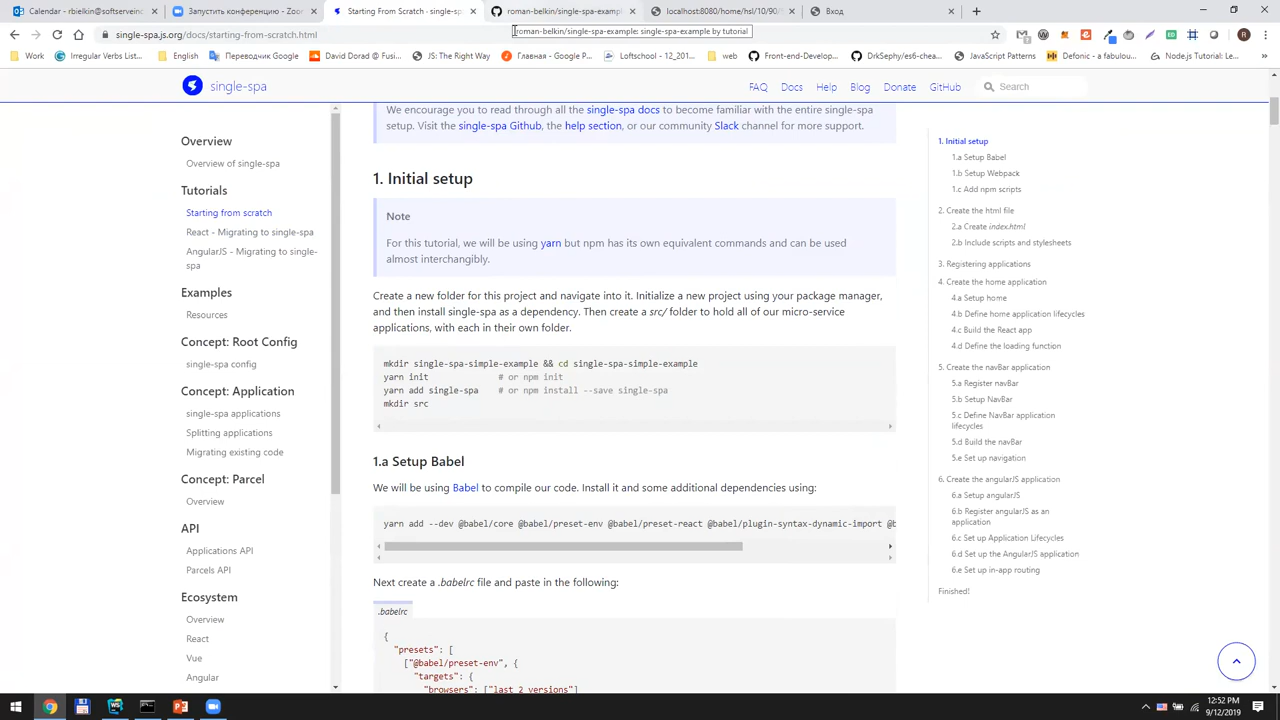 Calendar - rbelkin@softservein
Запустить конференцию - Zoo
Starting From Scratch · single-sp
roman-belkin/single-spa-exampl
localhost:8080/home/hsl/10/90/
Вход
single-spa.js.org/docs/starting-from-scratch.html
roman-belkin/single-spa-example: single-spa-example by tutorial
Irregular Verbs List...
English
Переводчик Google
David Dorad @ Fusot...
JS: The Right Way
Главная - Google Р...
Loftschool - 12_201...
web
Front-end-Develop...
DrkSephy/es6-chea...
Defonic - a fabulou...
JavaScript Patterns
Node.js Tutorial: L...
single-spa
FAQ
Docs
Help
Blog
Donate
GitHub
Search
Overview
Overview of single-spa
Tutorials
Starting from scratch
React - Migrating to single-spa
AngularJS - Migrating to single-
spa
Examples
Resources
Concept: Root Config
single-spa config
Concept: Application
single-spa applications
Splitting applications
Migrating existing code
Concept: Parcel
Overview
API
Applications API
Parcels API
Ecosystem
Overview
React
Vue
Angular
We encourage you to read through all the single-spa docs to become familiar with the entire single-spa
setup. Visit the single-spa Github, the help section, or our community Slack channel for more support.
1. Initial setup
Note
For this tutorial, we will be using yarn but npm has its own equivalent commands and can be used
almost interchangibly.
Create a new folder for this project and navigate into it. Initialize a new project using your package manager,
and then install single-spa as a dependency. Then create a src/ folder to hold all of our micro-service
applications, with each in their own folder.
mkdir single-spa-simple-example && cd single-spa-simple-example
yarn init # or npm init
yarn add single-spa # or npm install --save single-spa
mkdir src
1.a Setup Babel
We will be using Babel to compile our code. Install it and some additional dependencies using:
yarn add --dev @babel/core @babel/preset-env @babel/preset-react @babel/plugin-syntax-dynamic-import @b
Next create a .babelrc file and paste in the following:
.babelrc
{
"presets": [
["@babel/preset-env", {
"targets": {
"browsers": ["last 2 versions"]
1. Initial setup
1.a Setup Babel
1.b Setup Webpack
1.c Add npm scripts
2. Create the html file
2.a Create index.html
2.b Include scripts and stylesheets
3. Registering applications
4. Create the home application
4.a Setup home
4.b Define home application lifecycles
4.c Build the React app
4.d Define the loading function
5. Create the navBar application
5.a Register navBar
5.b Setup NavBar
5.c Define NavBar application
lifecycles
5.d Build the navBar
5.e Set up navigation
6. Create the angularJS application
6.a Setup angularJS
6.b Register angularJS as an
application
6.c Set up Application Lifecycles
6.d Set up the AngularJS application
6.e Set up in-app routing
Finished!
12:52 PM
9/12/2019